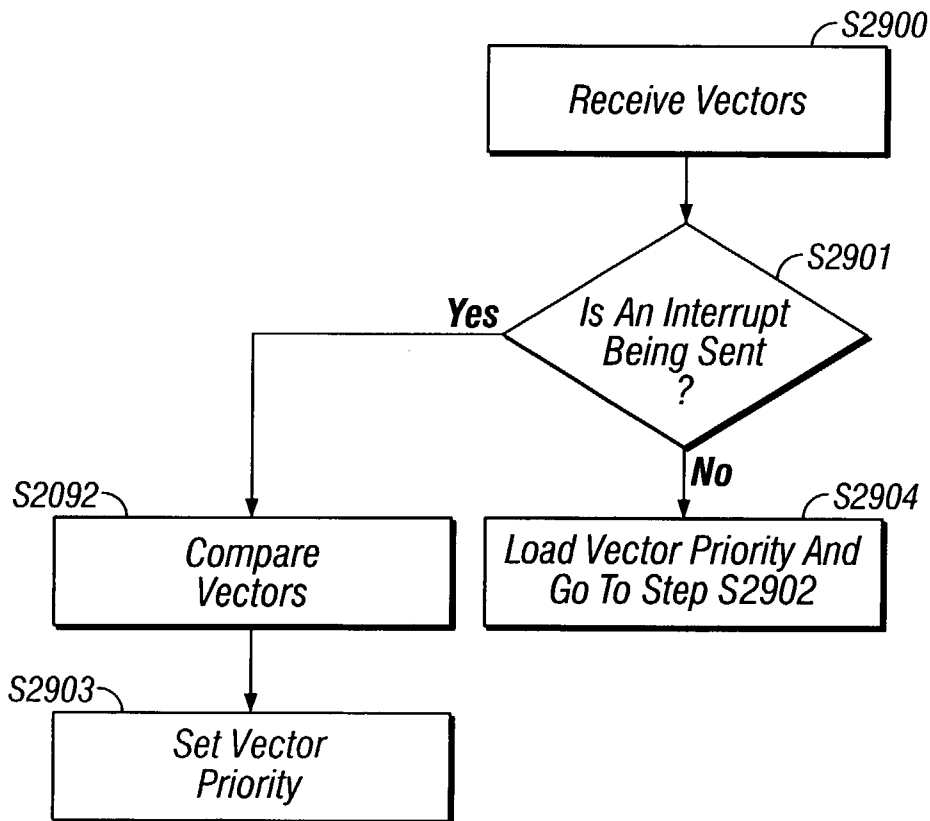 S2900
Receive Vectors
S2901
Is An Interrupt
Being Sent
?
Yes
No
S2092
Compare
Vectors
S2904
Load Vector Priority And
Go To Step S2902
S2903
Set Vector
Priority